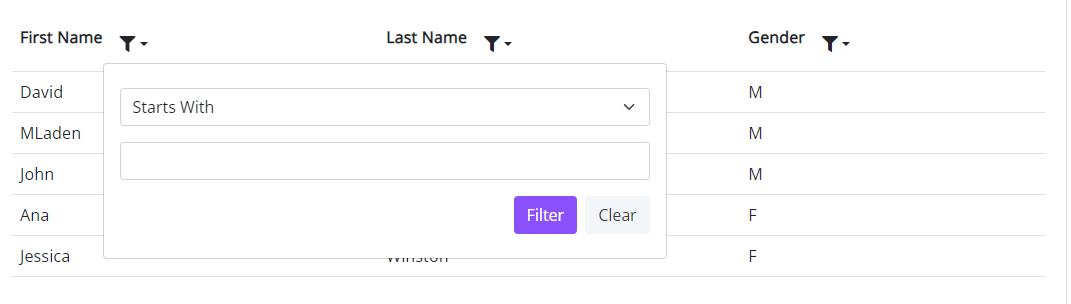 First Name Last Name Gender
David M
Starts With
MLaden M
John M
Ana F
Filter Clear
Jessica Winston F